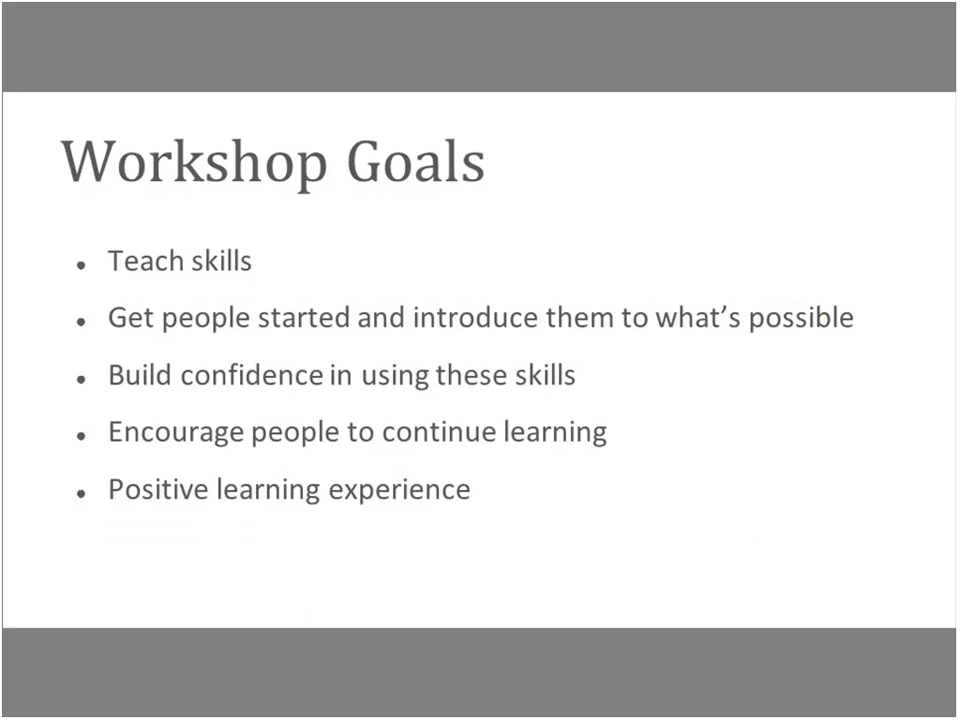 Workshop Goals
• Teach skills
• Get people started and introduce them to what’s possible
• Build confidence in using these skills
• Encourage people to continue learning
• Positive learning experience